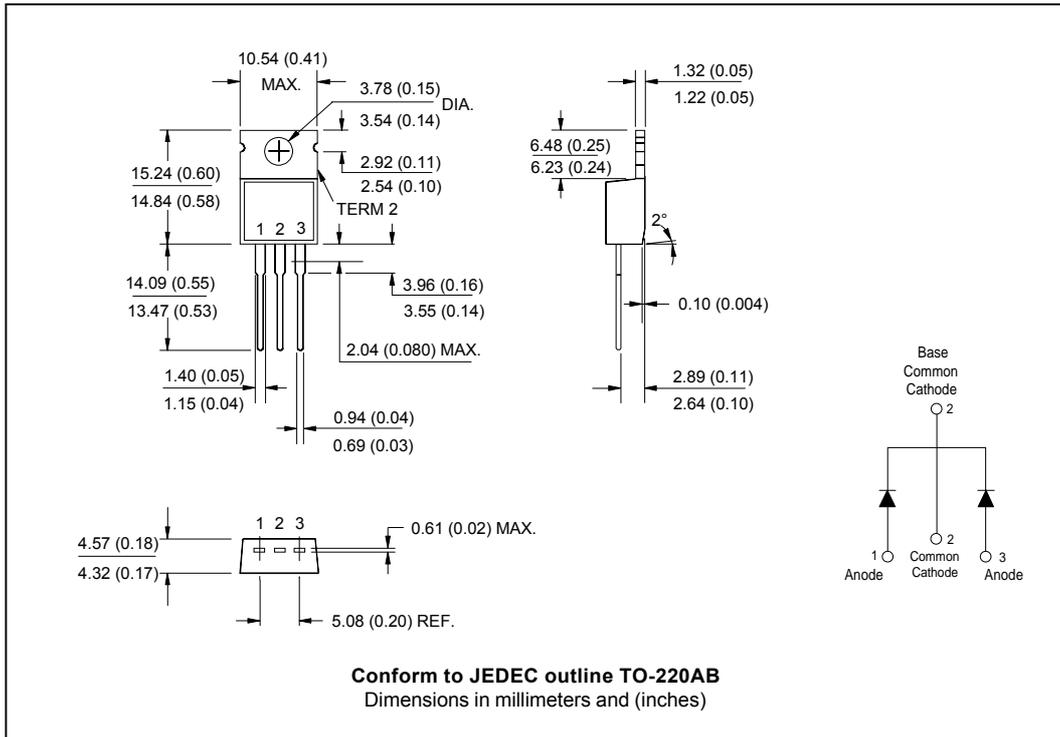 10.54 (0.41)
MAX.
3.78 (0.15)
DIA.
3.54 (0.14)
15.24 (0.60)
14.84 (0.58)
2.92 (0.11)
2.54 (0.10)
TERM 2
1 2 3
14.09 (0.55)
13.47 (0.53)
3.96 (0.16)
3.55 (0.14)
2.04 (0.080) MAX.
1.40 (0.05)
1.15 (0.04)
0.94 (0.04)
0.69 (0.03)
1.32 (0.05)
1.22 (0.05)
6.48 (0.25)
6.23 (0.24)
2°
0.10 (0.004)
2.89 (0.11)
2.64 (0.10)
Base
Common
Cathode
2
1
Anode
2
Common
Cathode
3
Anode
1 2 3
4.57 (0.18)
4.32 (0.17)
0.61 (0.02) MAX.
5.08 (0.20) REF.
Conform to JEDEC outline TO-220AB
Dimensions in millimeters and (inches)